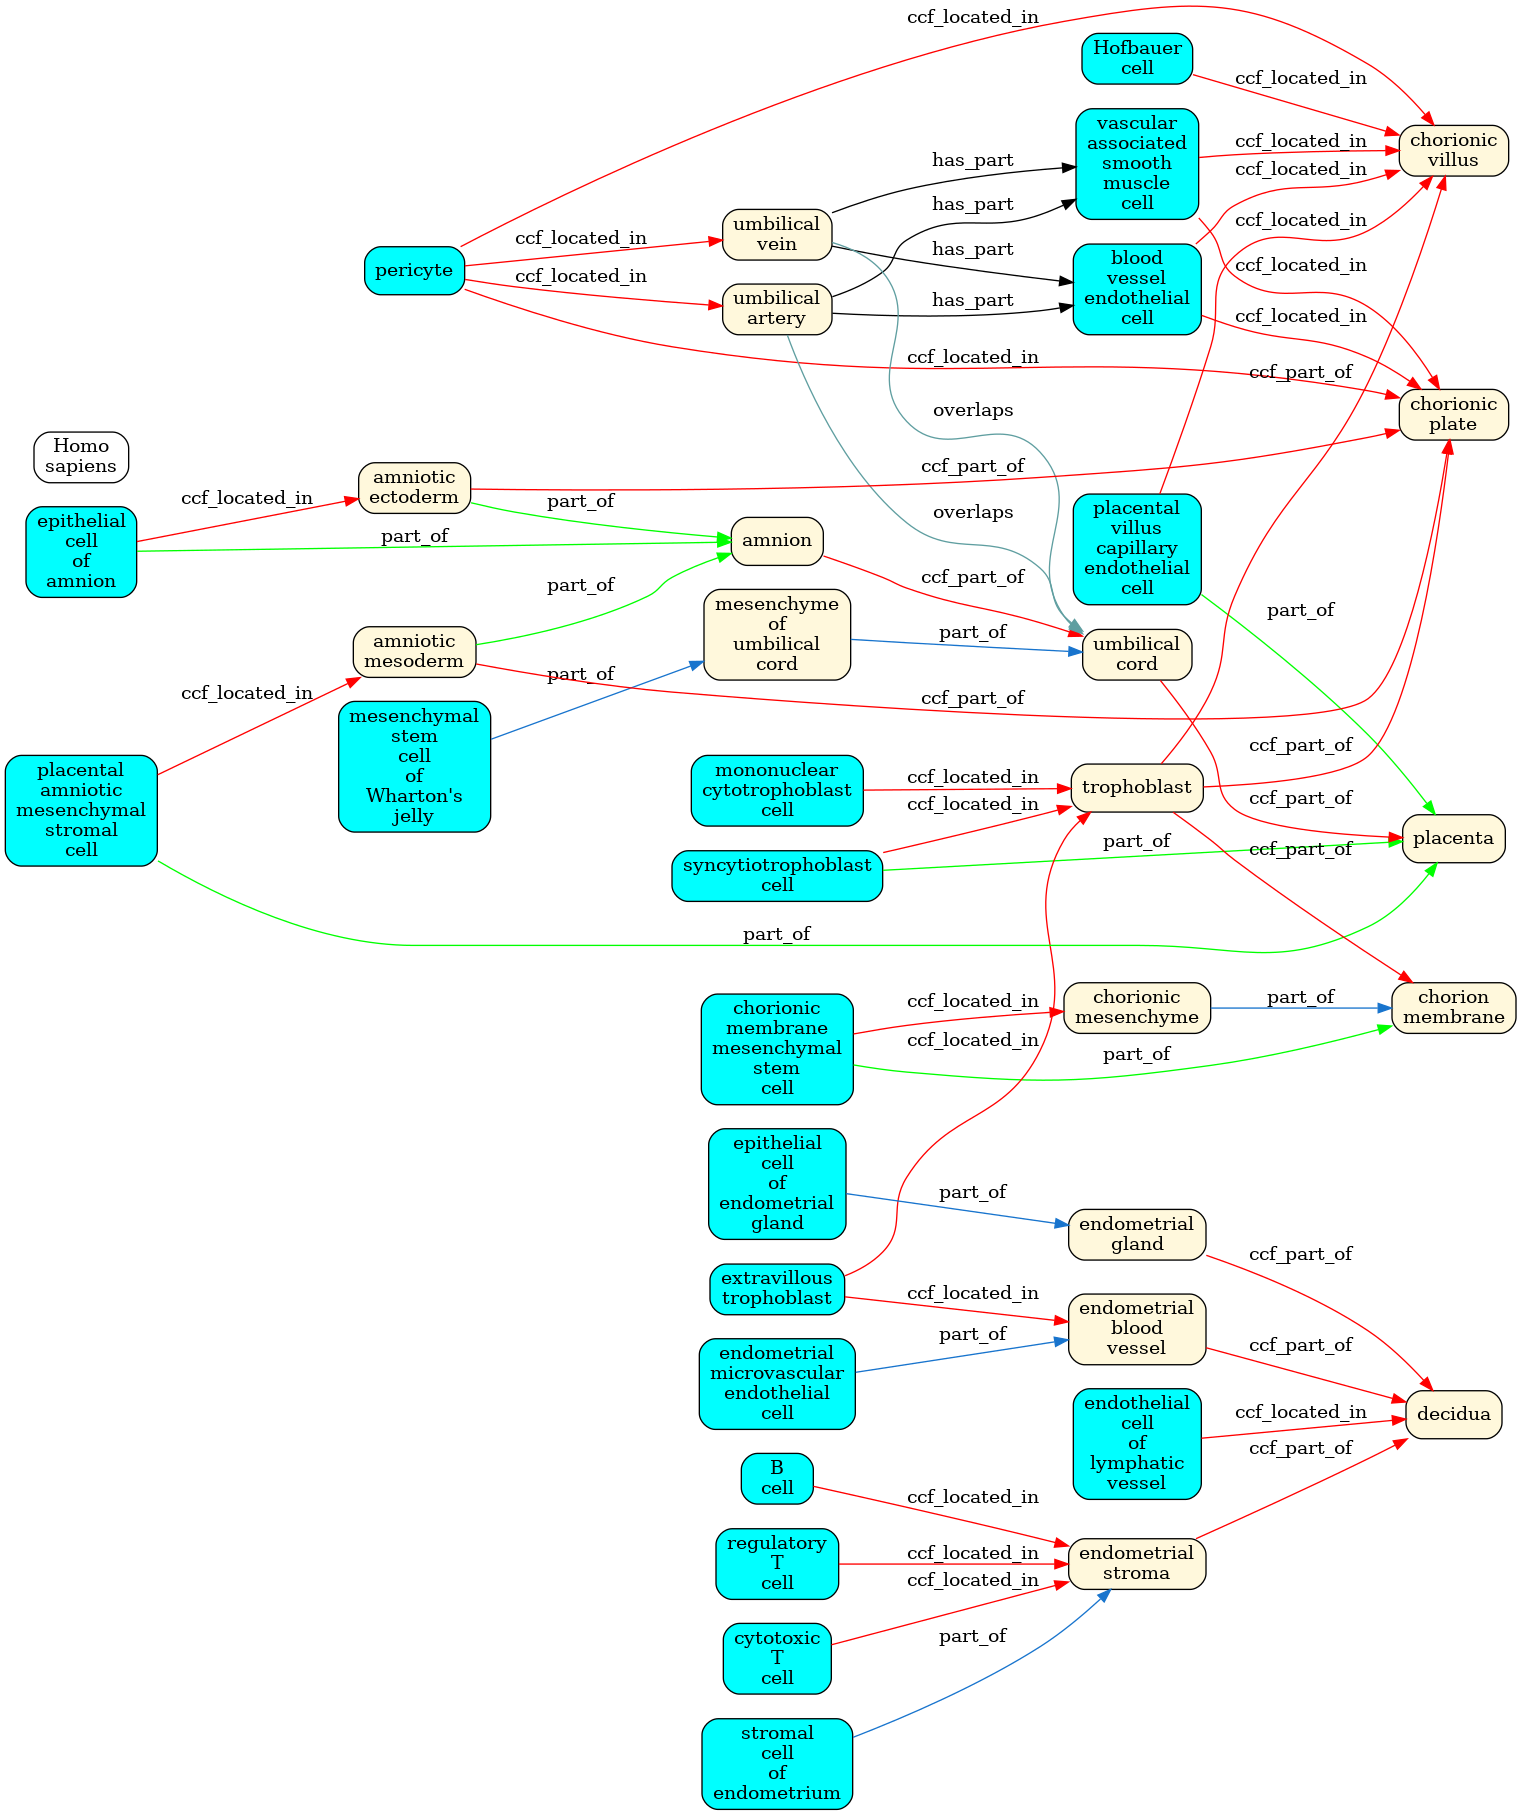 ccf_located_in
Hofbauer
cell
ccf_located_in
vascular
associated
smooth
muscle
cell
chorionic
villus
ccf_located_in
has_part
ccf_located_in
has_part
ccf_located_in
umbilical
vein
ccf_located_in
pericyte
has_part
blood
vessel
endothelial
cell
ccf_located_in
ccf_located_in
umbilical
artery
has_part
ccf_located_in
ccf_located_in
ccf_part_of
chorionic
plate
overlaps
Homo
sapiens
amniotic
ectoderm
ccf_part_of
ccf_located_in
part_of
epithelial
cell
of
amnion
part_of
amnion
overlaps
placental
villus
capillary
endothelial
cell
part_of
ccf_part_of
mesenchyme
of
umbilical
cord
part_of
part_of
amniotic
mesoderm
umbilical
cord
ccf_located_in
part_of
ccf_part_of
mesenchymal
stem
cell
of
Wharton's
jelly
placental
amniotic
mesenchymal
stromal
cell
mononuclear
cytotrophoblast
cell
ccf_located_in
ccf_located_in
trophoblast
ccf_part_of
ccf_part_of
placenta
syncytiotrophoblast
cell
part_of
ccf_part_of
part_of
chorionic
membrane
mesenchymal
stem
cell
ccf_located_in
ccf_located_in
chorionic
mesenchyme
part_of
chorion
membrane
part_of
epithelial
cell
of
endometrial
gland
part_of
endometrial
gland
ccf_part_of
extravillous
trophoblast
ccf_located_in
endometrial
blood
vessel
ccf_part_of
endometrial
microvascular
endothelial
cell
part_of
endothelial
cell
of
lymphatic
vessel
ccf_located_in
decidua
ccf_part_of
B
cell
ccf_located_in
regulatory
T
cell
ccf_located_in
ccf_located_in
endometrial
stroma
cytotoxic
T
cell
part_of
stromal
cell
of
endometrium